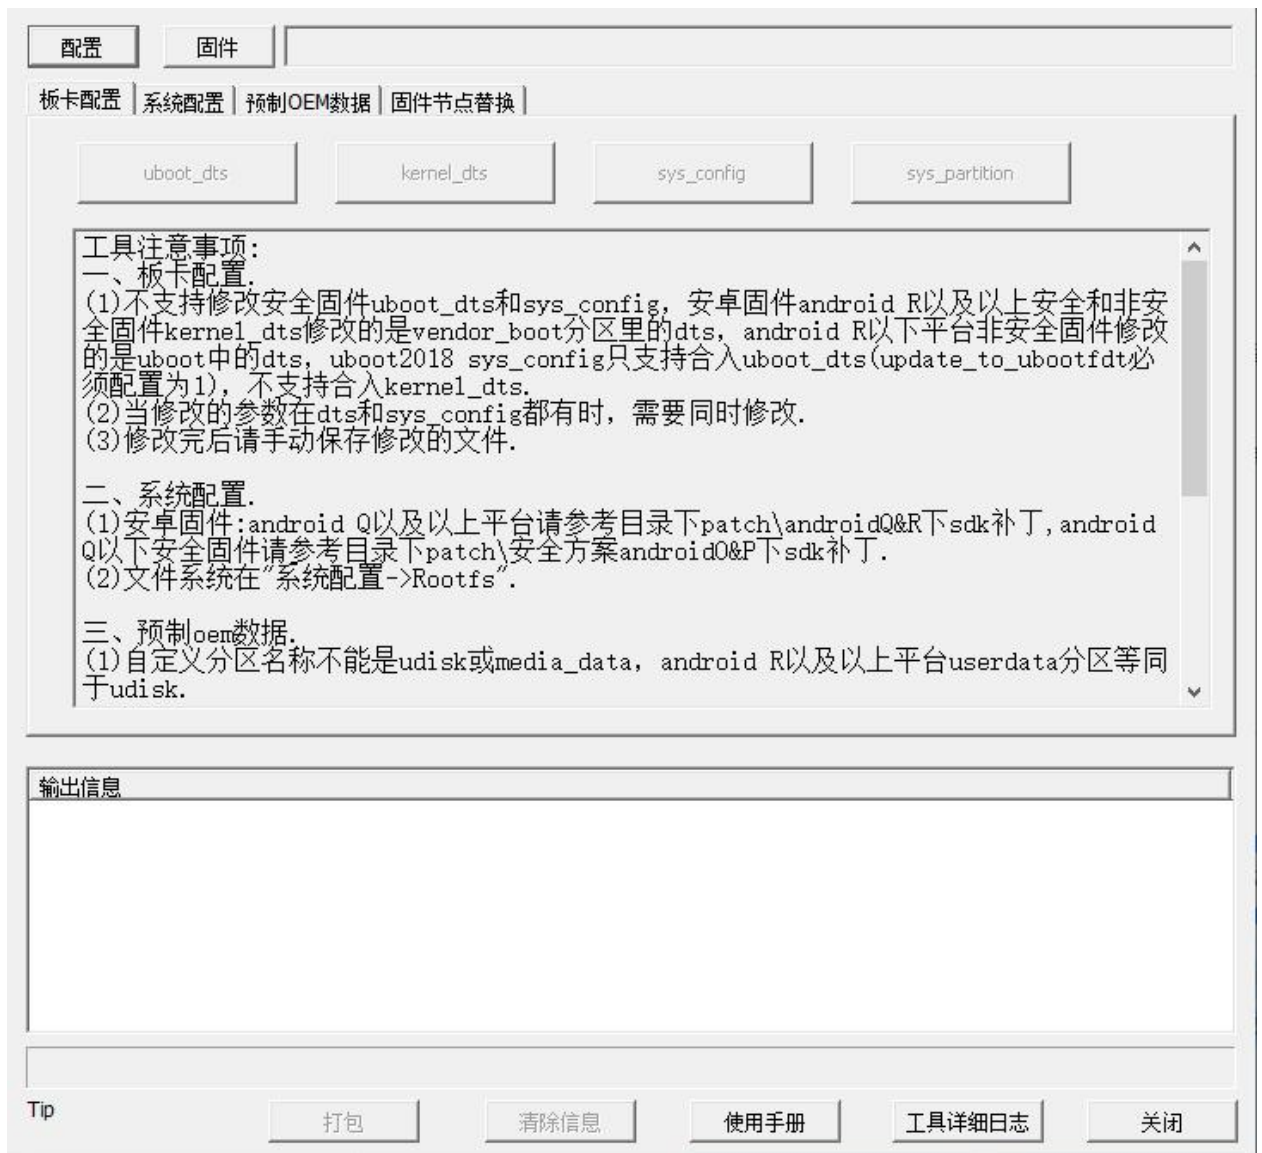 配置
固件
板卡配置 系统配置 预制OEM数据 固件节点替换
uboot_dts kernel_dts sys_config sys_partition
工具注意事项:
一、板卡配置.
(1)不支持修改安全固件uboot_dts和sys_config, 安卓固件android R以及以上安全和非安
全固件kernel_dts修改的是vendor_boot分区里的dts, android R以下平台非安全固件修改
的是uboot中的dts, uboot2018 sys_config只支持合入uboot_dts(update_to_ubootfdt必
须配置为1), 不支持合入kernel_dts.
(2)当修改的参数在dts和sys_config都有时, 需要同时修改.
(3)修改完后请手动保存修改的文件.
二、系统配置.
(1)安卓固件:android Q以及以上平台请参考目录下patch\androidQ&R下sdk补丁,android
Q以下安全固件请参考目录下patch\安全方案androidO&P下sdk补丁.
(2)文件系统在"系统配置->Rootfs".
三、预制oem数据.
(1)自定义分区名称不能是udisk或media_data, android R以及以上平台userdata分区等同
于udisk.
输出信息
Tip
打包 清除信息 使用手册 工具详细日志 关闭